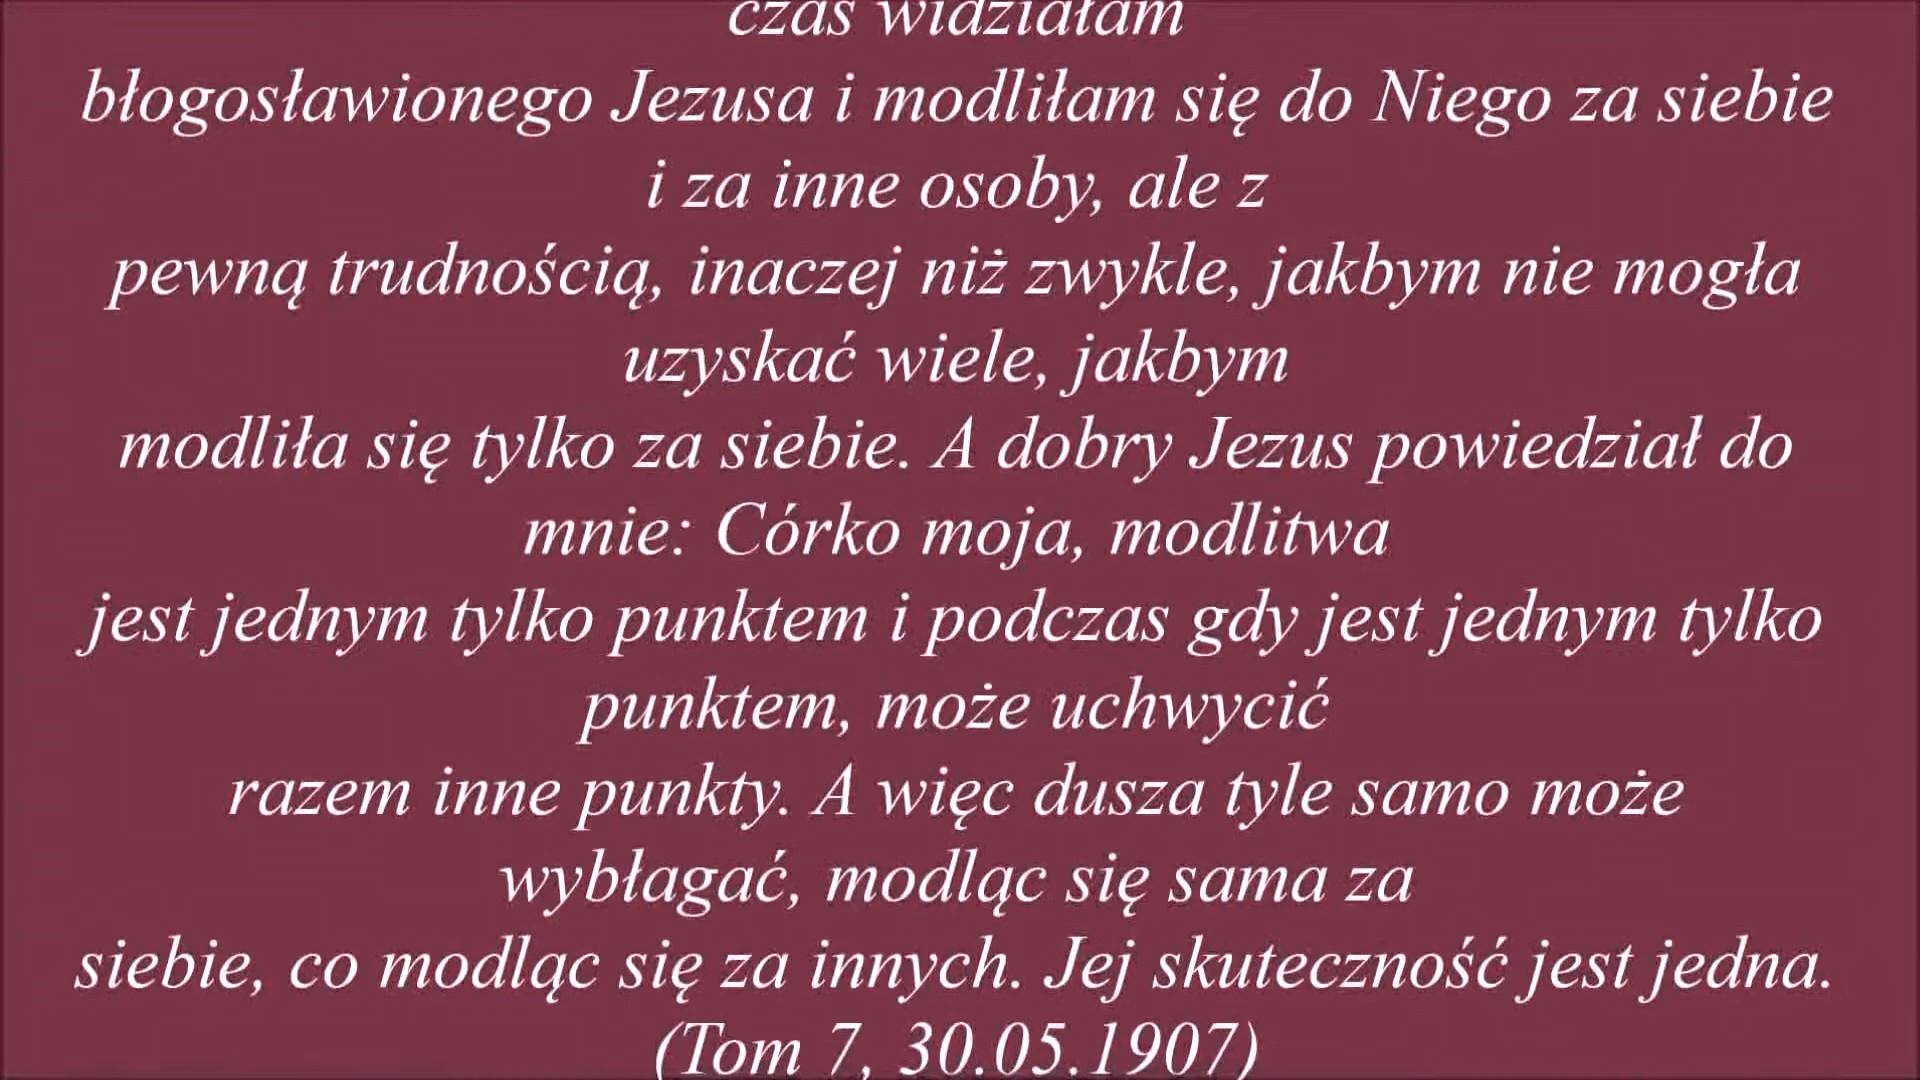 czas widziałam
błogosławionego Jezusa i modliłam się do Niego za siebie
i za inne osoby, ale z
pewną trudnością, inaczej niż zwykle, jakbym nie mogła
uzyskać wiele, jakbym
modliła się tylko za siebie. A dobry Jezus powiedział do
mnie: Córko moja, modlitwa
jest jednym tylko punktem i podczas gdy jest jednym tylko
punktem, może uchwycić
razem inne punkty. A więc dusza tyle samo może
wybłagać, modląc się sama za
siebie, co modląc się za innych. Jej skuteczność jest jedna.
(Tom 7, 30.05.1907)